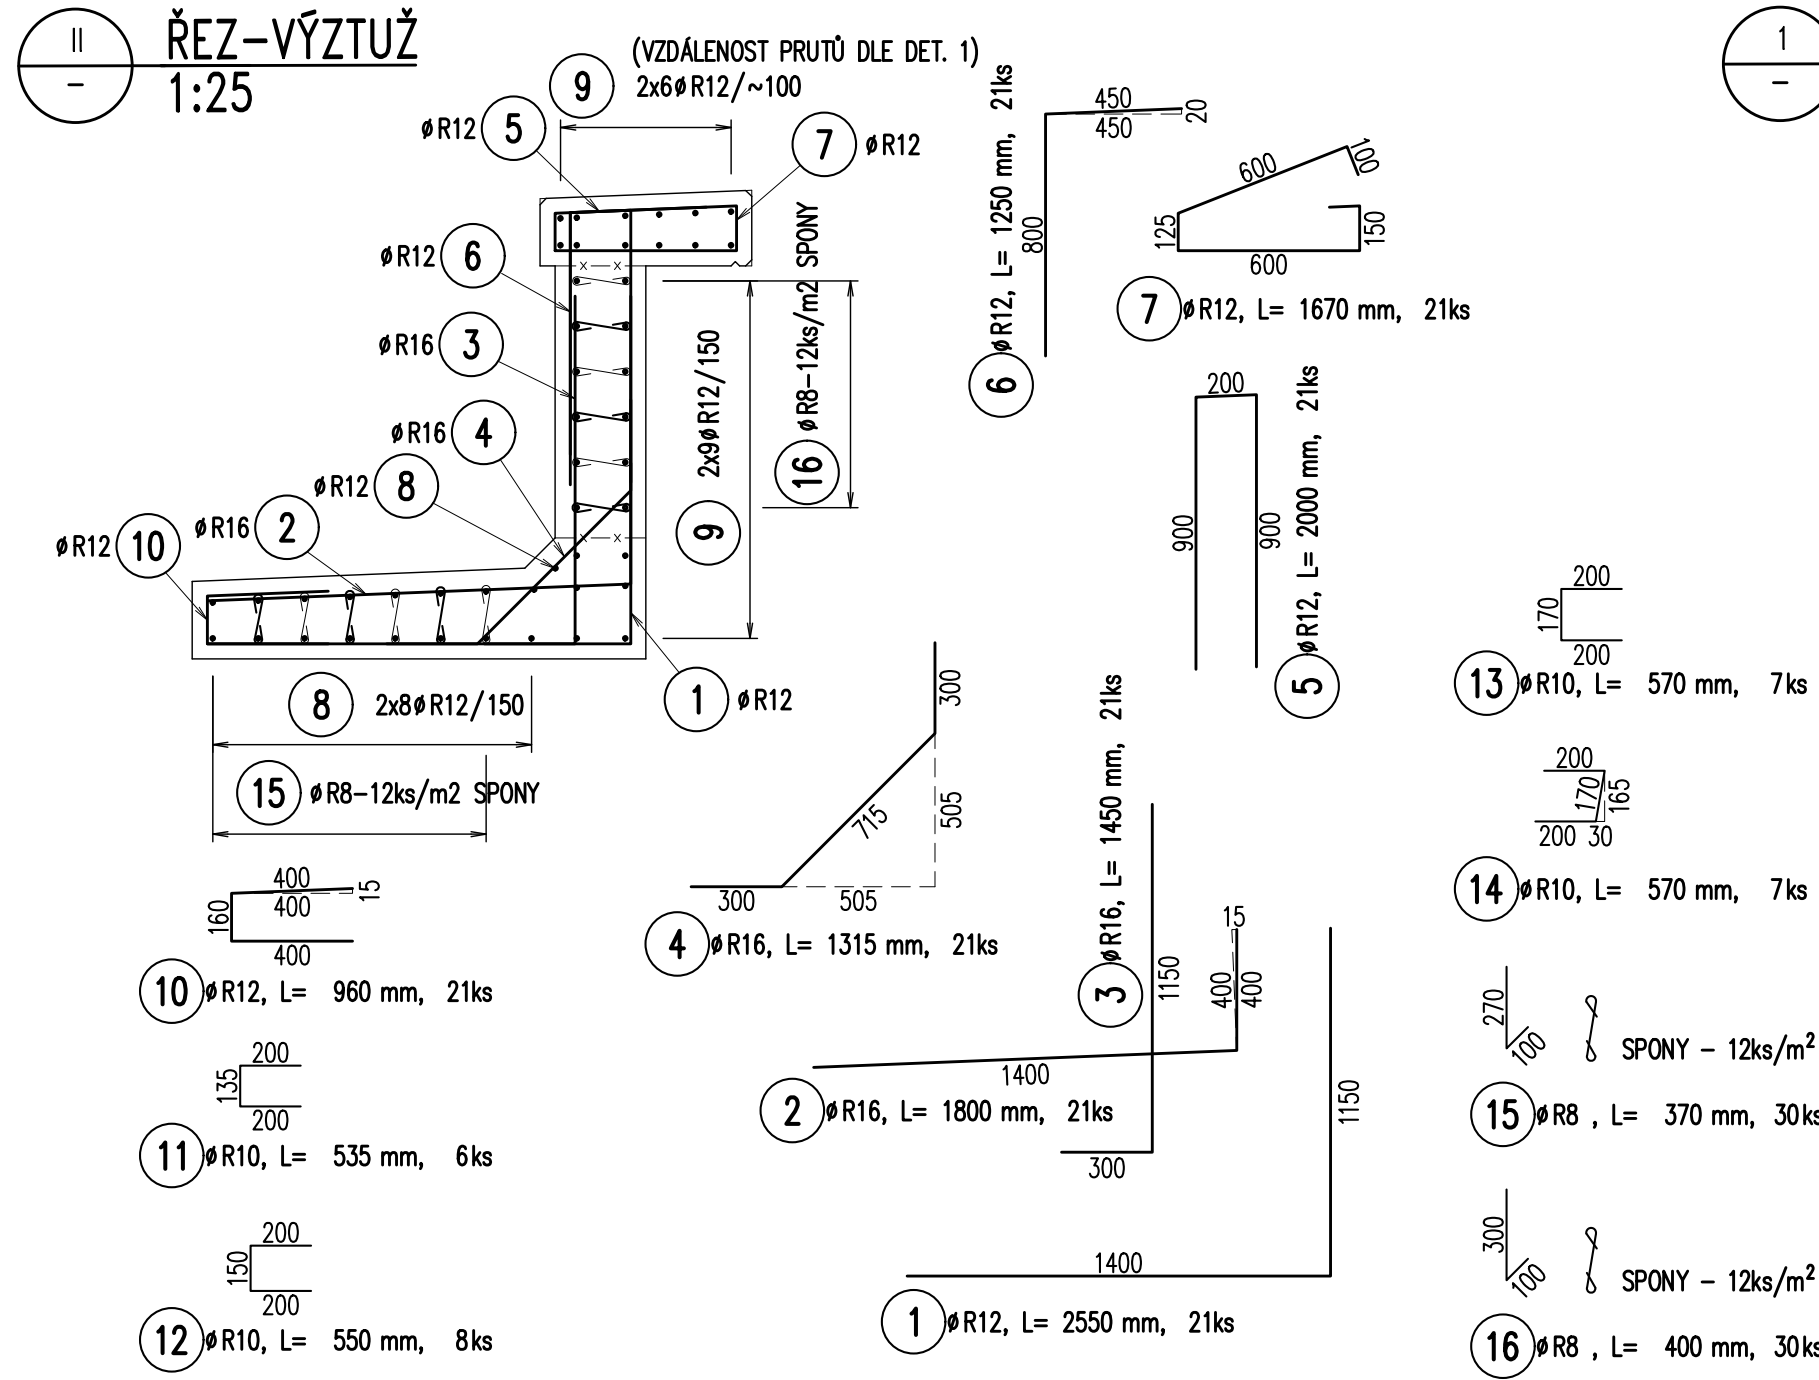 II
–
ŘEZ-VÝZTUŽ
1:25
(VZDÁLENOST PRUTŮ DLE DET. 1)
9
2x6øR12/~100
øR12 5
7 øR12
øR12 6
øR16 3
øR16 4
øR12 8
øR16 2
øR12 10
x x
x x
9 2x9øR12/150
16 øR8-12ks/m2 SPONY
1 øR12
8 2x8øR12/150
15 øR8-12ks/m2 SPONY
1
–
450
450
20
800
6 øR12, L= 1250 mm, 21ks
600
100
125
150
600
7 øR12, L= 1670 mm, 21ks
200
900
900
5 øR12, L= 2000 mm, 21ks
200
170
200
13 øR10, L= 570 mm, 7ks
200
170
165
200 30
14 øR10, L= 570 mm, 7ks
300
715
505
300
505
4 øR16, L= 1315 mm, 21ks
1150
300
3 øR16, L= 1450 mm, 21ks
15
400
400
1400
2 øR16, L= 1800 mm, 21ks
1150
1400
1 øR12, L= 2550 mm, 21ks
400
400
15
160
400
10 øR12, L= 960 mm, 21ks
200
135
200
11 øR10, L= 535 mm, 6ks
200
150
200
12 øR10, L= 550 mm, 8ks
270
100
SPONY – 12ks/m²
15 øR8 , L= 370 mm, 30ks
300
100
SPONY – 12ks/m²
16 øR8 , L= 400 mm, 30ks